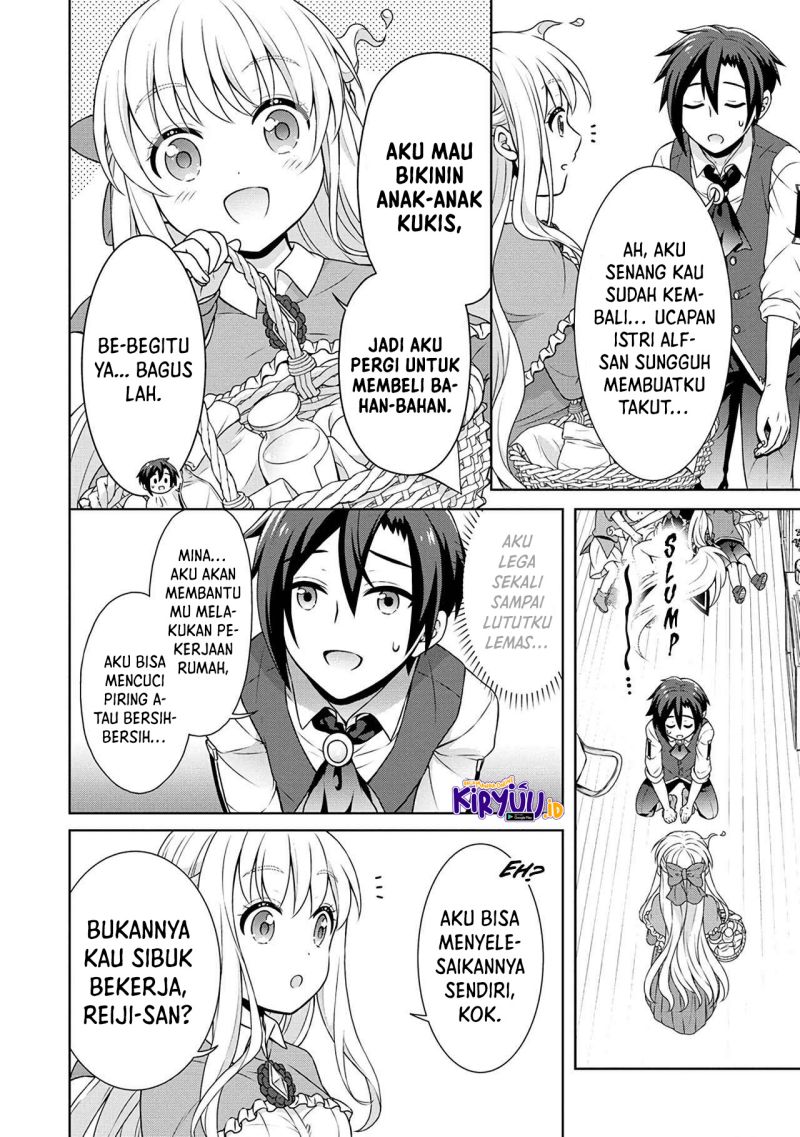 AH, AKU
SENANG KAU
SUDAH KEM-
BALI... UCAPAN
ISTRI ALF-
SAN SUNGGUH
MEMBUATKU
TAKUT...
AKU MAU
BIKININ
ANAK-ANAK
KUKIS,
JADI AKU
PERGI UNTUK
MEMBELI BA-
HAN-BAHAN.
BE-BEGITU
YA... BAGUS
LAH.
SLUMP
AKU
LEGA
SEKALI
SAMPAI
LUTUTKU
LEMAS...
MINA...
AKU AKAN
MEMBANTU
MU MELA-
KUKAN PE-
KERJAAN
RUMAH,
AKU BISA
MENCUCI
PIRING A-
TAU BERSIH-
BERSIH...
KIRYUU.ID
EH?
AKU BISA
MENYELE-
SAIKANNYA
SENDIRI,
KOK.
BUKANNYA
KAU SIBUK
BEKERJA,
REIJI-SAN?